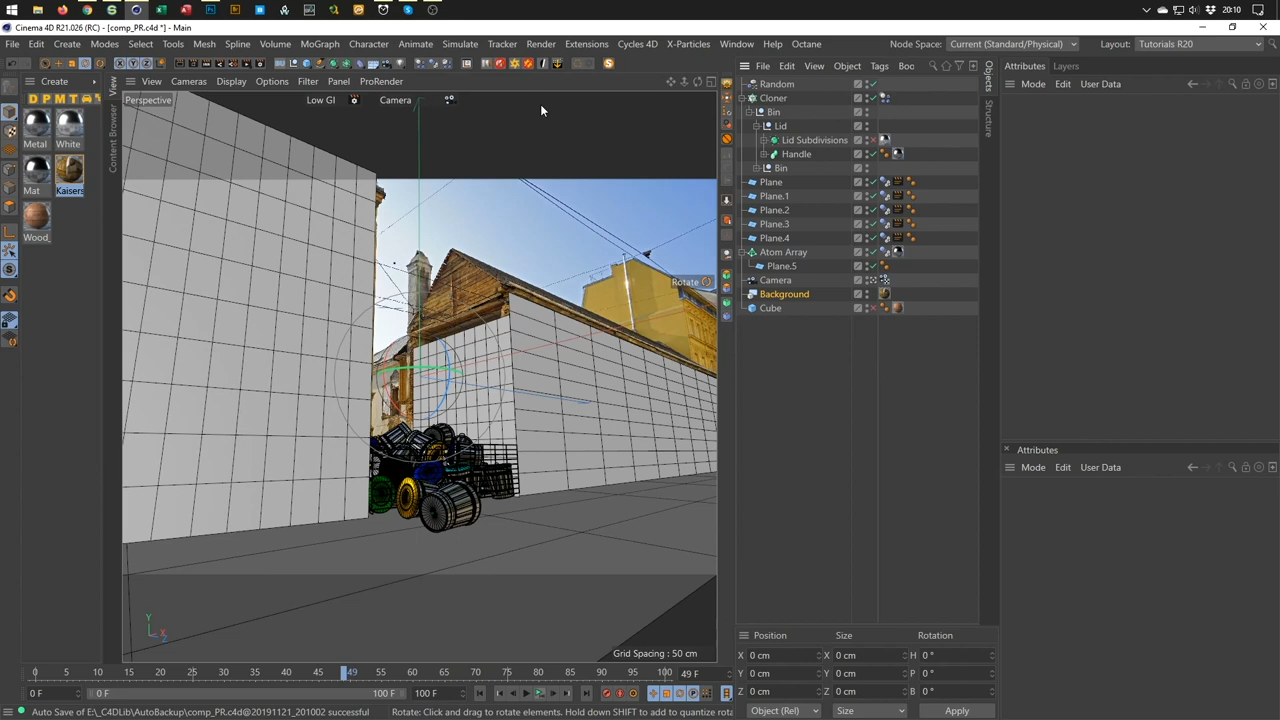 20:10
Cinema 4D R21.026 (RC) - [comp_PR.c4d *] - Main
File Edit Create Modes Select Tools Mesh Spline Volume MoGraph Character Animate Simulate Tracker Render Extensions Cycles 4D X-Particles Window Help Octane Node Space: Current (Standard/Physical) Layout: Tutorials R20
Create View Cameras Display Options Filter Panel ProRender File Edit View Object Tags Boc Attributes Layers
Mode Edit User Data
Perspective Low GI Camera
D P M T
Metal White
Mat Kaisers
Wood_
View
Content Browser
Objects
Structure
Random
Cloner
Bin
Lid
Lid Subdivisions
Handle
Bin
Plane
Plane.1
Plane.2
Plane.3
Plane.4
Atom Array
Plane.5
Camera
Background
Cube
Rotate
Attributes
Mode Edit User Data
Y
X
Z
Grid Spacing : 50 cm
Position Size Rotation
X 0 cm X 0 cm H 0 °
Y 0 cm Y 0 cm P 0 °
Z 0 cm Z 0 cm B 0 °
Object (Rel) Size Apply
0 5 10 15 20 25 30 35 40 45 49 55 60 65 70 75 80 85 90 95 100 49 F
0 F 0 F 100 F 100 F
Auto Save of E:\_C4DLib\AutoBackup\comp_PR.c4d@20191121_201002 successful Rotate: Click and drag to rotate elements. Hold down SHIFT to add to quantize rota